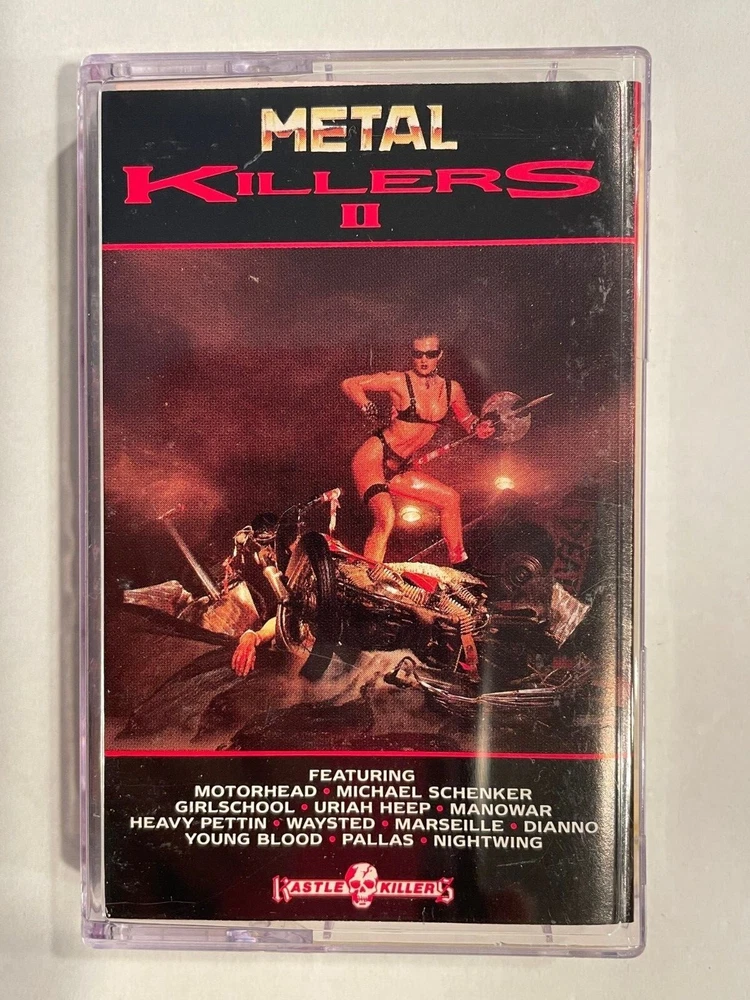 METAL
KILLERS
II
FEATURING
MOTORHEAD • MICHAEL SCHENKER
GIRLSCHOOL • URIAH HEEP • MANOWAR
HEAVY PETTIN • WAYSTED • MARSEILLE • DIANNO
YOUNG BLOOD • PALLAS • NIGHTWING
KASTLE KILLERS